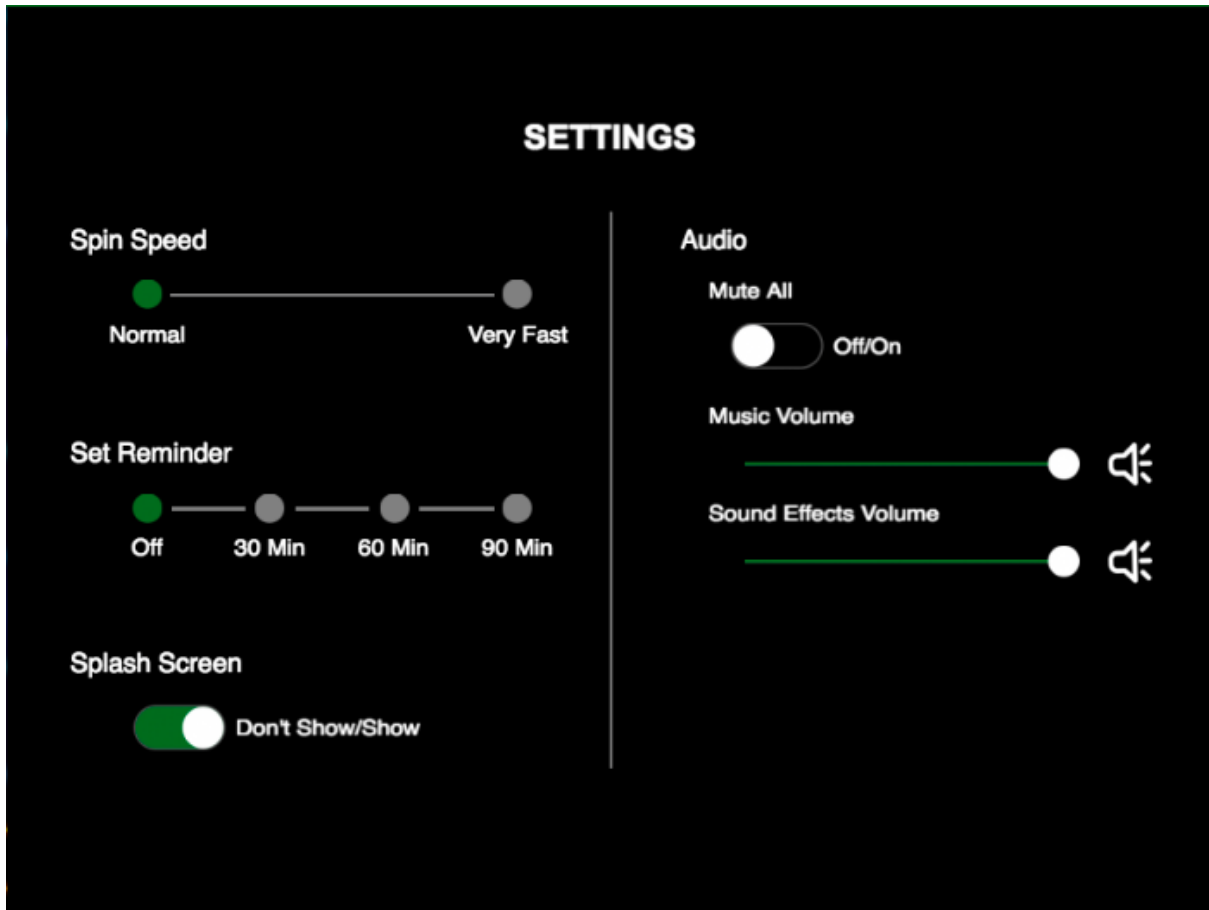 SETTINGS
Spin Speed
Normal
Very Fast
Set Reminder
Off
30 Min
60 Min
90 Min
Splash Screen
Don't Show/Show
Audio
Mute All
Off/On
Music Volume
Sound Effects Volume